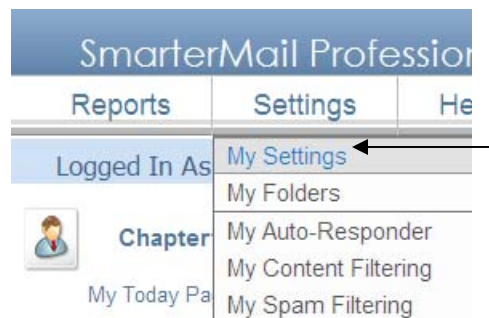 SmarterMail Profession
Reports Settings He
Logged In As
My Settings
My Folders
Chapter
My Auto-Responder
My Content Filtering
My Today Pa
My Spam Filtering